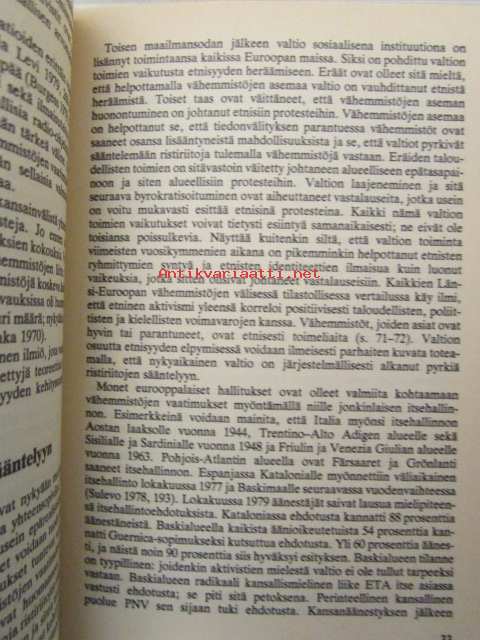 Toisen maailmansodan jälkeen valtio sosiaalisena instituutiona on
lisännyt toimintaansa kaikissa Euroopan maissa. Siksi on pohdittu valtion
toimien vaikutusta etnisyyden heräämiseen. Eräät ovat olleet sitä mieltä,
että helpottamalla vähemmistöjen asemaa valtio on vauhdittanut etnistä
heräämistä. Toiset taas ovat väittäneet, että vähemmistöjen aseman
huonontuminen on johtanut etnisiin protesteihin. Vähemmistöjen asemaa
on helpottanut se, että tiedonvälityksen parantuessa vähemmistöt ovat
saaneet osansa lisääntyneistä mahdollisuuksista ja se, että valtiot pyrkivät
sääntelemään ristiriitoja tulemalla vähemmistöjä vastaan. Eräiden talou-
dellisten toimien on sitävastoin väitetty johtaneen alueelliseen epätasapai-
noon ja siten alueellisiin protesteihin. Valtion laajeneminen ja sitä
seuraava byrokratisoituminen ovat aiheuttaneet vastalauseita, jotka usein
on voitu mukavasti esittää etnisinä protesteina. Kaikki nämä valtion
toimien vaikutukset voivat tietysti esiintyä samanaikaisesti; ne eivät ole
toisiansa poissulkevia. Näyttää kuitenkin siltä, että valtion toiminta
viimeisten vuosikymmenien aikana on pikemminkin helpottanut etnisten
ryhmittymien syntyä ja etnisten identiteettien ilmaisua kuin luonut
vaikeuksia, jotka sitten olisivat johtaneet vastalauseisiin. Kaikkien Län-
si-Euroopan vähemmistöjen välisessä tilastollisessa vertailussa käy ilmi,
että etninen aktivismi yleensä korreloi positiivisesti taloudellisten, poliit-
tisten ja kielellisten voimavarojen kanssa. Vähemmistöt, joiden asiat ovat
hyvin tai parantuneet, ovat etnisesti toimeliaita (s. 71–72). Valtion
osuutta etnisyyden elpymisessä voidaan ilmeisesti parhaiten kuvata totea-
malla, että nykyaikainen valtio on järjestelmällisesti alkanut pyrkiä
ristiriitojen sääntelyyn.
Monet eurooppalaiset hallitukset ovat olleet valmiita kohtaamaan
vähemmistöjen vaatimukset myöntämällä niille jonkinlaisen itsehallin-
non. Esimerkkeinä voidaan mainita, että Italia myönsi itsehallinnon
Aostan laaksolle vuonna 1944, Trentino–Alto Adigen alueelle sekä
Sisilialle ja Sardinialle vuonna 1948 ja Friulin ja Venezia Giulian alueelle
vuonna 1963. Pohjois-Atlantin alueella ovat Färsaaret ja Grönlanti
saaneet itsehallinnon. Espanjassa Katalonialle myönnettiin väliaikainen
itsehallinto lokakuussa 1977 ja Baskimaalle seuraavassa vuodenvaihteessa
(Sulevo 1978, 193). Lokakuussa 1979 äänestäjät saivat lausua mielipiteen-
sä itsehallintoehdotuksista. Kataloniassa ehdotusta kannatti 88 prosenttia
äänestäneistä. Baskialueella kaikista äänioikeutetuista 54 prosenttia kan-
natti Guernica-sopimukseksi kutsuttua ehdotusta. Yli 60 prosenttia äänes-
ti, ja näistä noin 90 prosenttia siis hyväksyi esityksen. Baskialueen tilanne
on tyypillinen: joidenkin aktivistien mielestä valtio ei ole tullut tarpeeksi
vastaan. Baskialueen radikaali kansallismielinen liike ETA itse asiassa
vastusti ehdotusta; se piti sitä petoksena. Perinteellinen kansallinen
puolue PNV sen sijaan tuki ehdotusta. Kansanäänestyksen jälkeen
Antikvariaatti.net